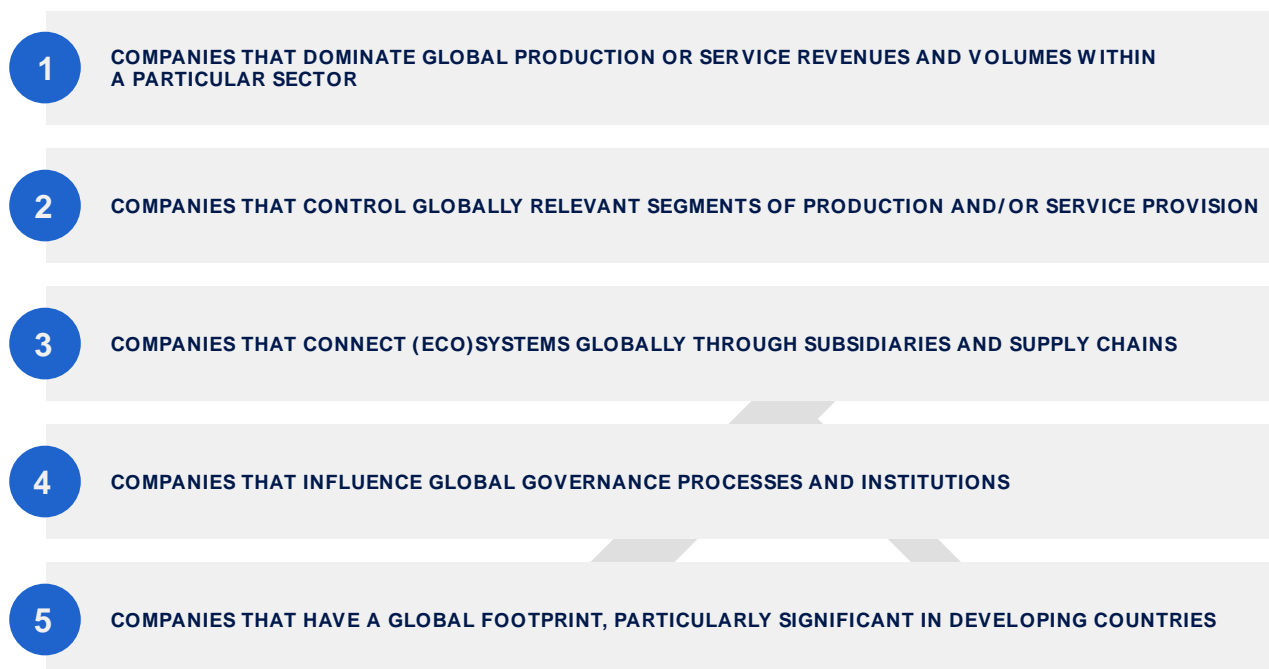 1
COMPANIES THAT DOMINATE GLOBAL PRODUCTION OR SERVICE REVENUES AND VOLUMES WITHIN
A PARTICULAR SECTOR
2
COMPANIES THAT CONTROL GLOBALLY RELEVANT SEGMENTS OF PRODUCTION AND/OR SERVICE PROVISION
3
COMPANIES THAT CONNECT (ECO)SYSTEMS GLOBALLY THROUGH SUBSIDIARIES AND SUPPLY CHAINS
4
COMPANIES THAT INFLUENCE GLOBAL GOVERNANCE PROCESSES AND INSTITUTIONS
5
COMPANIES THAT HAVE A GLOBAL FOOTPRINT, PARTICULARLY SIGNIFICANT IN DEVELOPING COUNTRIES